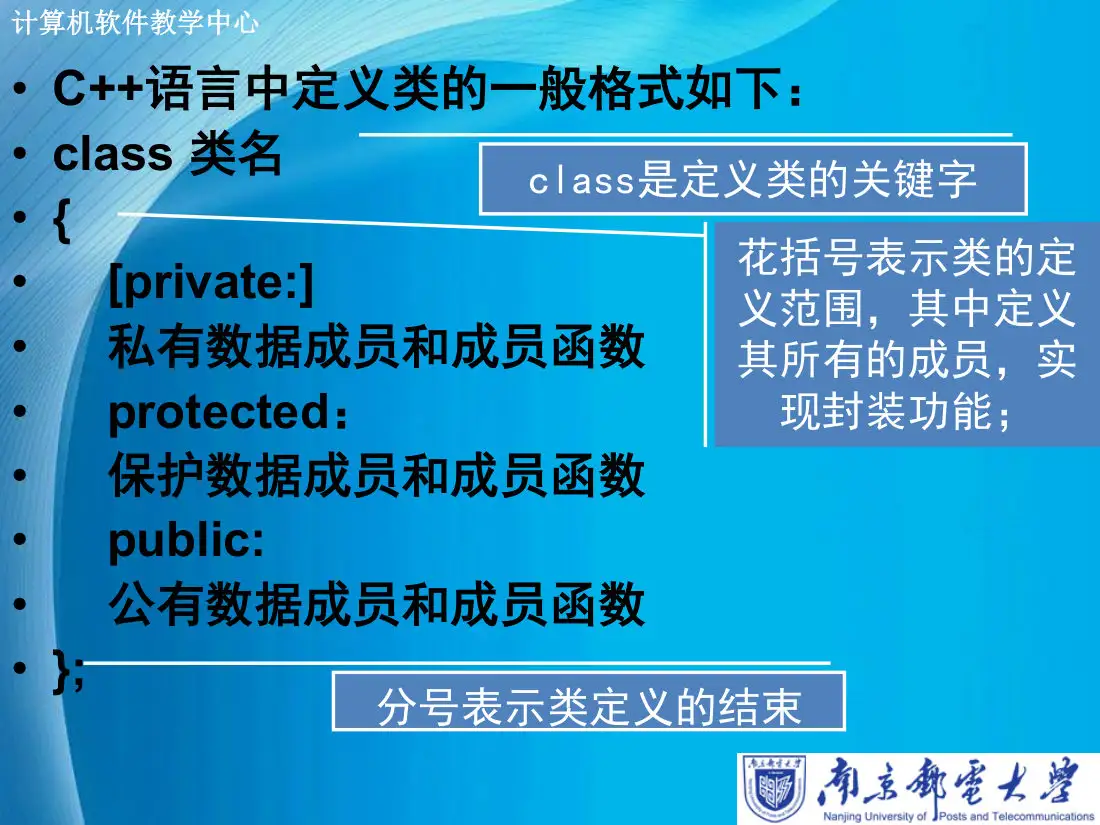 计算机软件教学中心
• C++语言中定义类的一般格式如下：
• class 类名
class是定义类的关键字
• {
花括号表示类的定
义范围，其中定义
其所有的成员，实
现封装功能；
• [private:]
• 私有数据成员和成员函数
• protected：
• 保护数据成员和成员函数
• public:
• 公有数据成员和成员函数
• };
分号表示类定义的结束
南京邮电大学
南京郵電大學
Nanjing University of Posts and Telecommunications